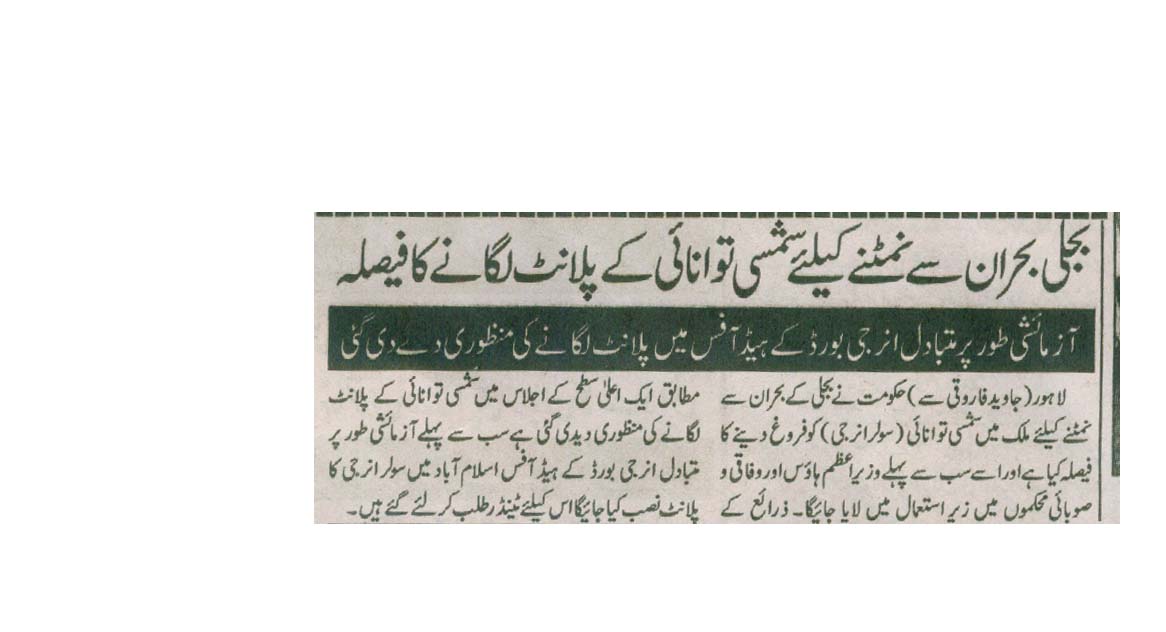 بجلی بحران سے نمٹنے کیلئے شمسی توانائی کے پلانٹ لگانے کا فیصلہ
آزمائشی طور پر متبادل انرجی بورڈ کے ہیڈ آفس میں پلانٹ لگانے کی منظوری دے دی گئی
لاہور (جاوید فاروقی سے) حکومت نے بجلی کے بحران سے
نمٹنے کیلئے ملک میں شمسی توانائی (سولر انرجی) کو فروغ دینے کا
فیصلہ کیا ہے اور اسے سب سے پہلے وزیراعظم ہاؤس اور وفاقی و
صوبائی محکموں میں زیر استعمال میں لایا جائیگا۔ ذرائع کے
مطابق ایک اعلیٰ سطح کے اجلاس میں شمسی توانائی کے پلانٹ
لگانے کی منظوری دیدی گئی ہے سب سے پہلے آزمائشی طور پر
متبادل انرجی بورڈ کے ہیڈ آفس اسلام آباد میں سولر انرجی کا
پلانٹ نصب کیا جائیگا اس کیلئے ٹینڈر طلب کر لئے گئے ہیں۔